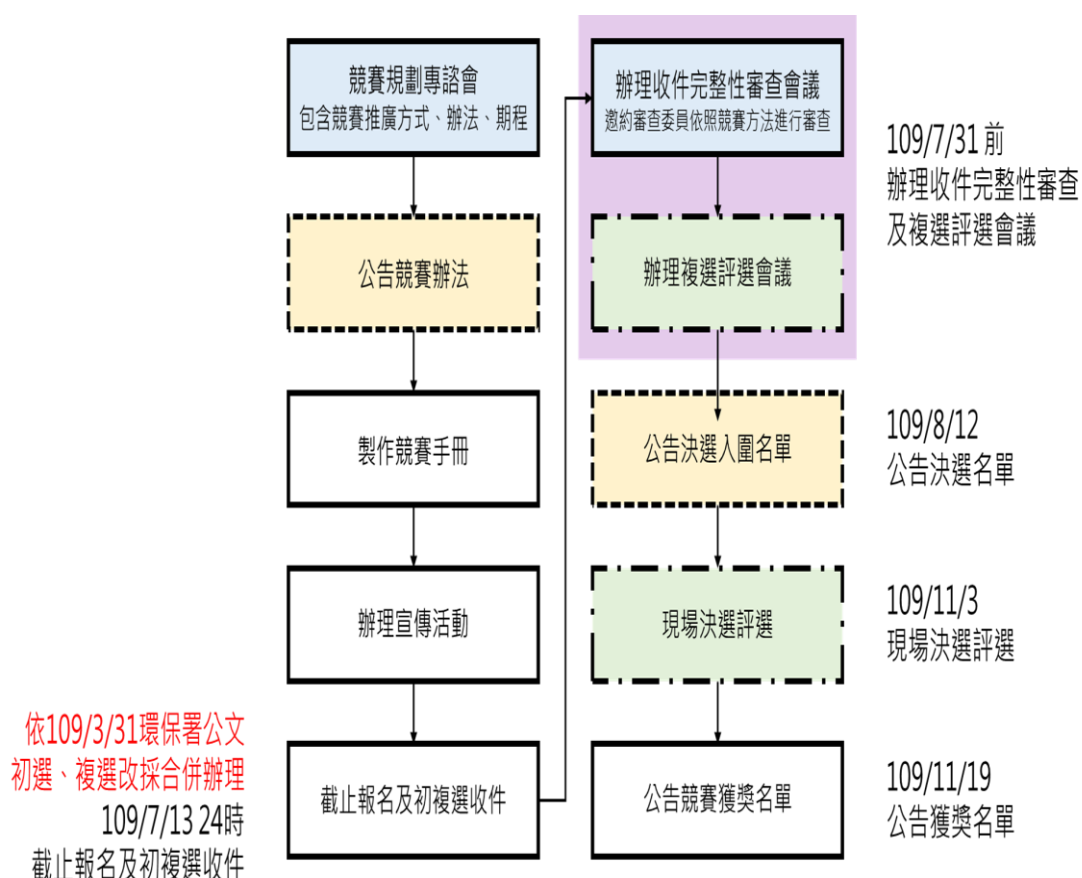 競賽規劃專諮會
包含競賽推廣方式、辦法、期程
公告競賽辦法
製作競賽手冊
辦理宣傳活動
依109/3/31環保署公文
初選、複選改採合併辦理
109/7/13 24時
截止報名及初複選收件
截止報名及初複選收件
辦理收件完整性審查會議
邀約審查委員依照競賽方法進行審查
109/7/31 前
辦理收件完整性審查
及複選評選會議
辦理複選評選會議
公告決選入圍名單
109/8/12
公告決選名單
現場決選評選
109/11/3
現場決選評選
公告競賽獲獎名單
109/11/19
公告獲獎名單